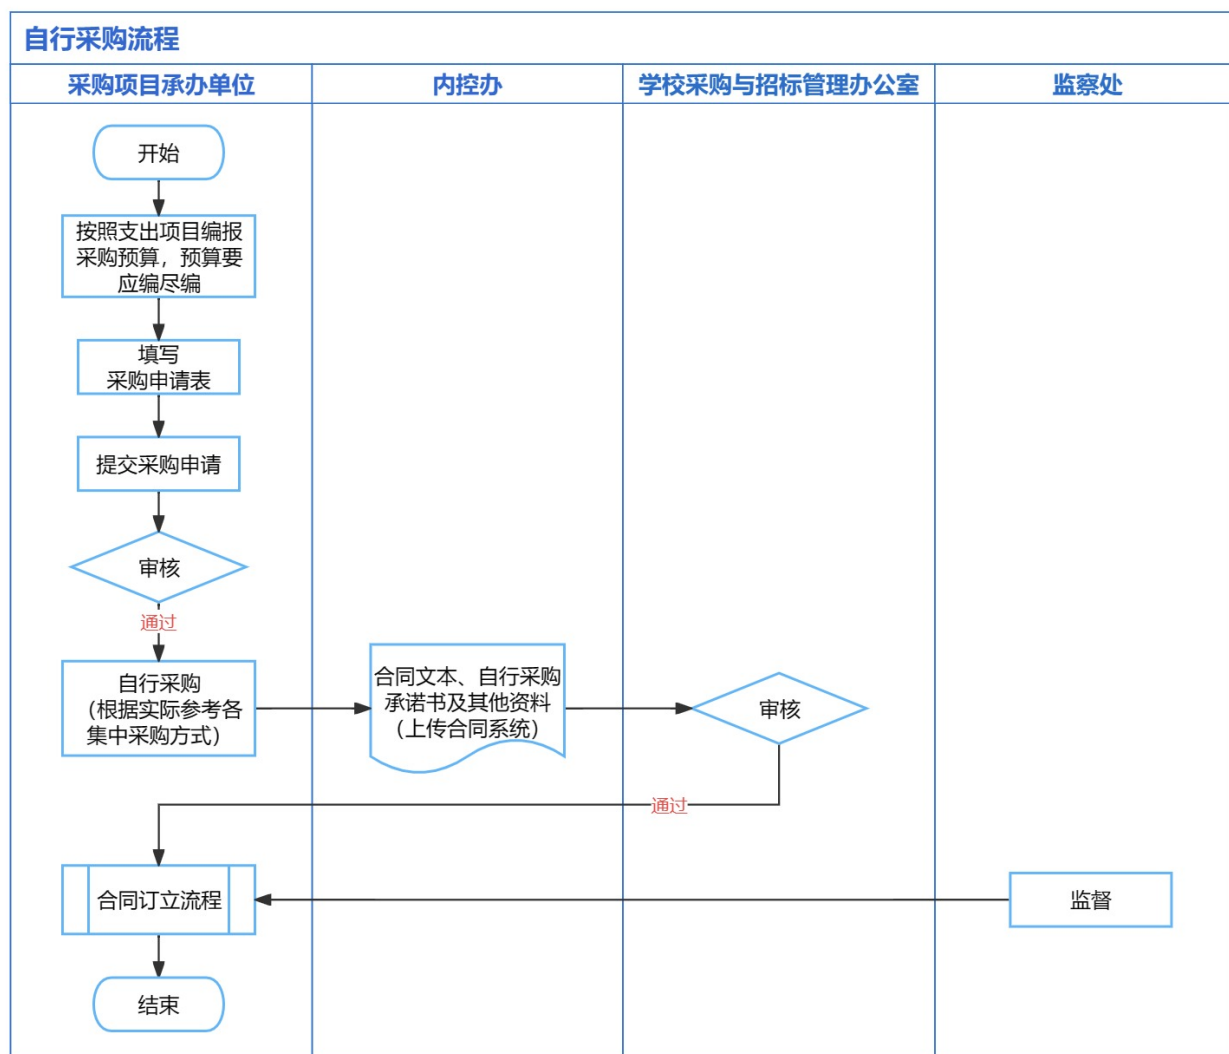 自行采购流程
采购项目承办单位
内控办
学校采购与招标管理办公室
监察处
开始
按照支出项目编报
采购预算，预算要
应编尽编
填写
采购申请表
提交采购申请
审核
通过
自行采购
（根据实际参考各
集中采购方式）
合同文本、自行采购
承诺书及其他资料
（上传合同系统）
审核
通过
合同订立流程
监督
结束